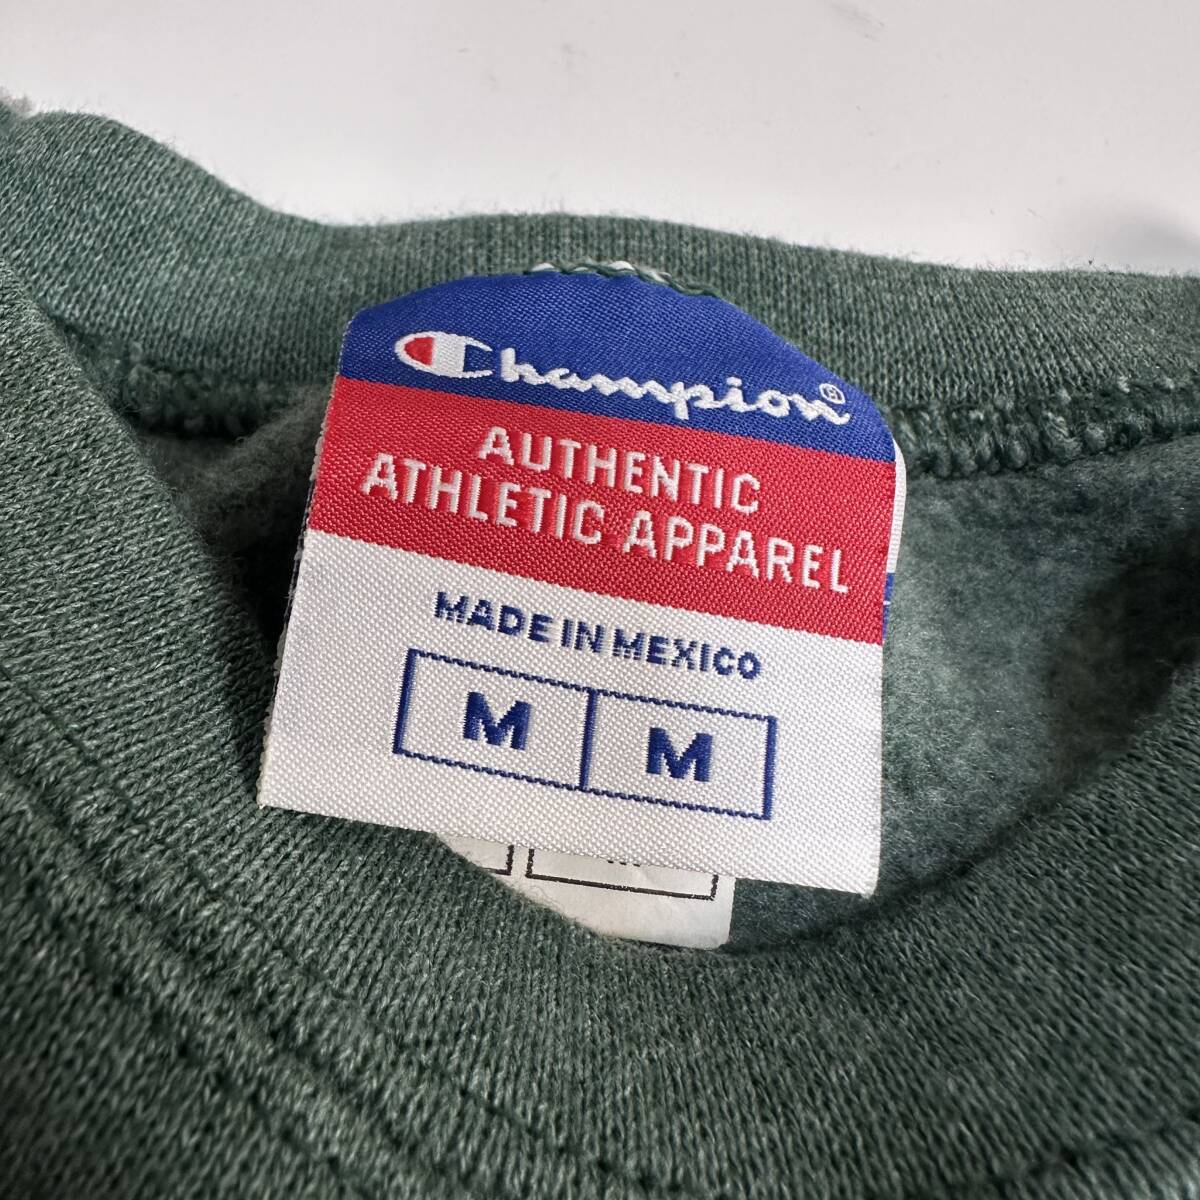 Champion®
AUTHENTIC
ATHLETIC APPAREL
MADE IN MEXICO
M M